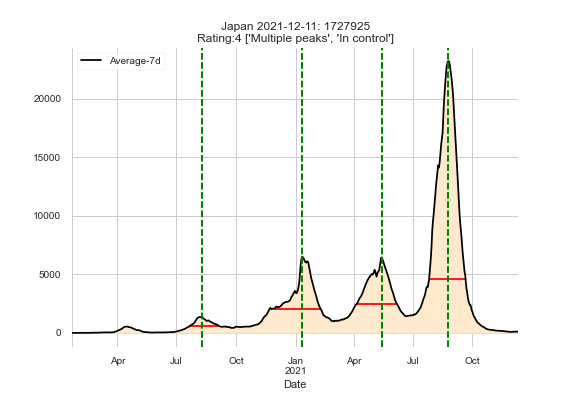 Japan 2021-12-11: 1727925
Rating:4 ['Multiple peaks', 'In control']
Average-7d
20000
15000
10000
5000
0
Apr Jul Oct Jan Apr Jul Oct
2021
Date